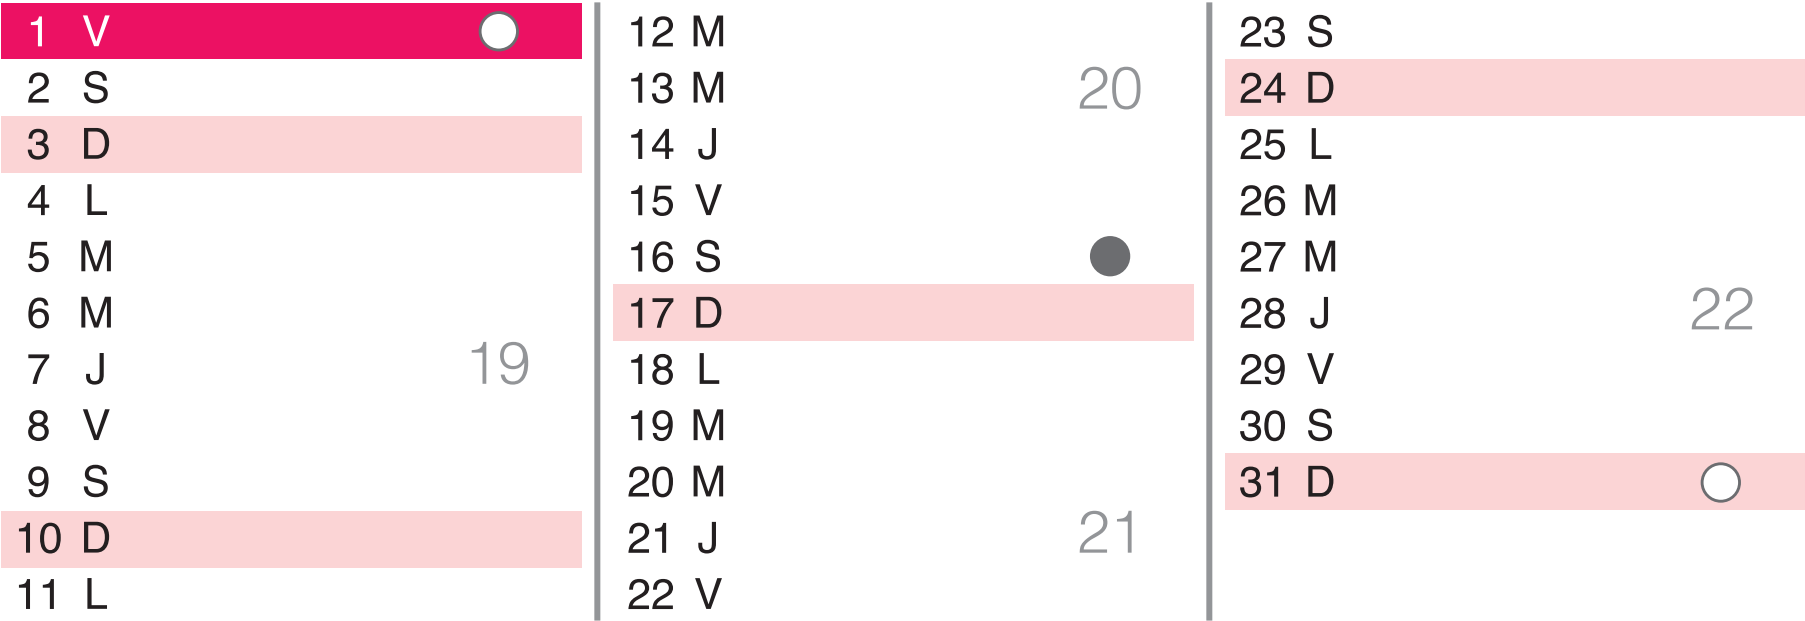 1 V
2 S
3 D
4 L
5 M
6 M
7 J 19
8 V
9 S
10 D
11 L
12 M
13 M 20
14 J
15 V
16 S
17 D
18 L
19 M
20 M
21 J 21
22 V
23 S
24 D
25 L
26 M
27 M
28 J 22
29 V
30 S
31 D